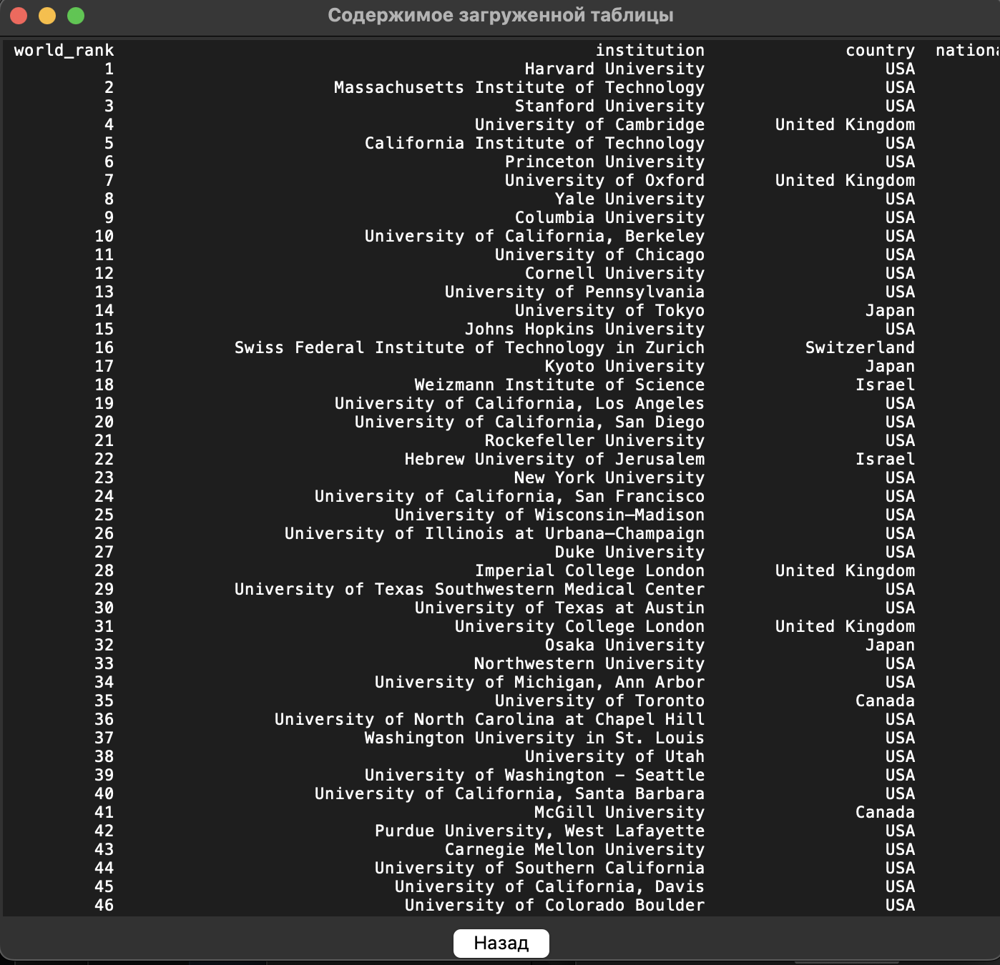 Содержимое загруженной таблицы
world_rank institution country nationa
1 Harvard University USA
2 Massachusetts Institute of Technology USA
3 Stanford University USA
4 University of Cambridge United Kingdom
5 California Institute of Technology USA
6 Princeton University USA
7 University of Oxford United Kingdom
8 Yale University USA
9 Columbia University USA
10 University of California, Berkeley USA
11 University of Chicago USA
12 Cornell University USA
13 University of Pennsylvania USA
14 University of Tokyo Japan
15 Johns Hopkins University USA
16 Swiss Federal Institute of Technology in Zurich Switzerland
17 Kyoto University Japan
18 Weizmann Institute of Science Israel
19 University of California, Los Angeles USA
20 University of California, San Diego USA
21 Rockefeller University USA
22 Hebrew University of Jerusalem Israel
23 New York University USA
24 University of California, San Francisco USA
25 University of Wisconsin–Madison USA
26 University of Illinois at Urbana–Champaign USA
27 Duke University USA
28 Imperial College London United Kingdom
29 University of Texas Southwestern Medical Center USA
30 University of Texas at Austin USA
31 University College London United Kingdom
32 Osaka University Japan
33 Northwestern University USA
34 University of Michigan, Ann Arbor USA
35 University of Toronto Canada
36 University of North Carolina at Chapel Hill USA
37 Washington University in St. Louis USA
38 University of Utah USA
39 University of Washington - Seattle USA
40 University of California, Santa Barbara USA
41 McGill University Canada
42 Purdue University, West Lafayette USA
43 Carnegie Mellon University USA
44 University of Southern California USA
45 University of California, Davis USA
46 University of Colorado Boulder USA
Назад